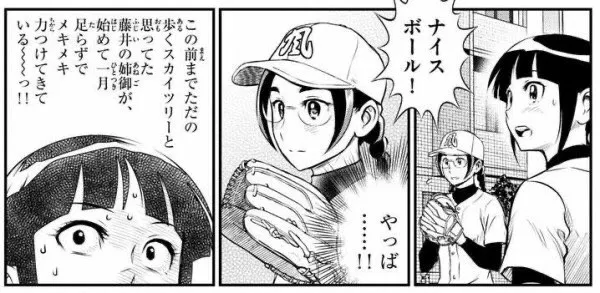 ナイス
ボール！
やっば
……!!
この前までただの
歩くスカイツリーと
思ってた
藤井の姉御が、
始めて一月
足らずで
メキメキ
力つけてきて
いる〜〜〜っ!!